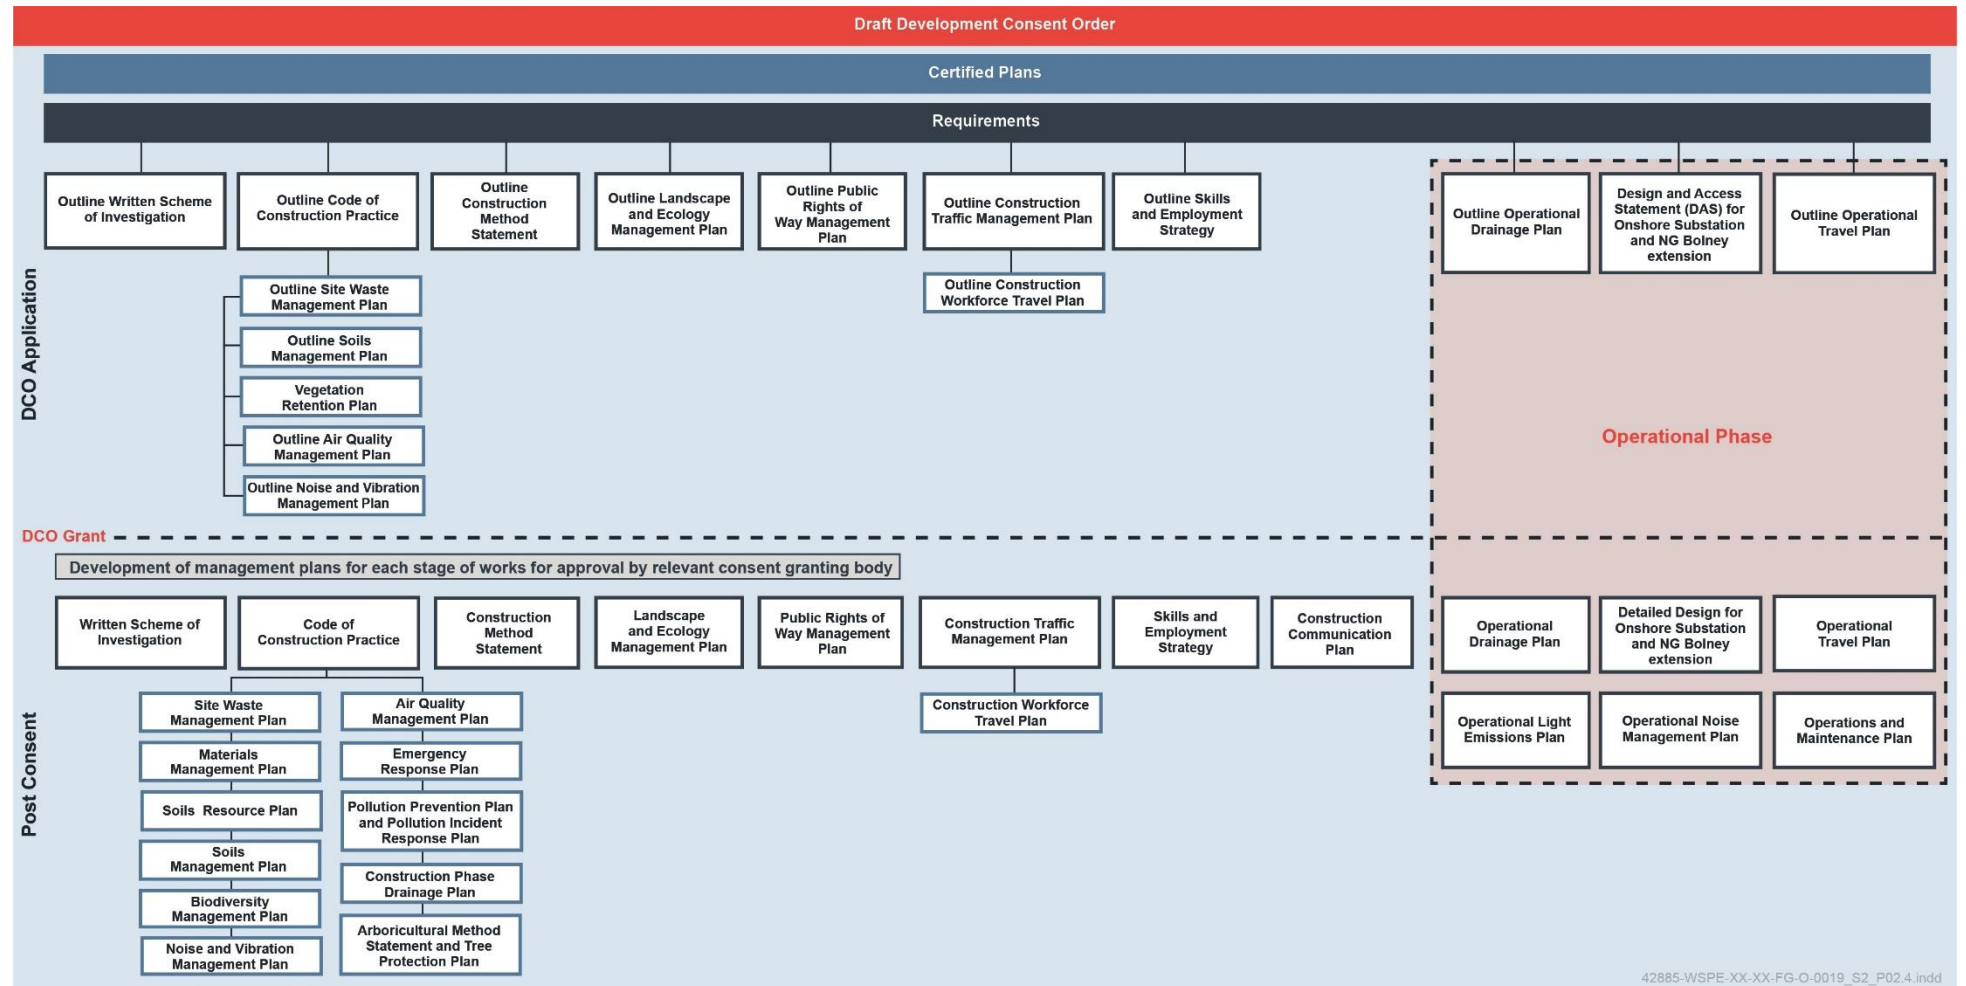 Draft Development Consent Order
Certified Plans
Requirements
DCO Application
Outline Written Scheme
of Investigation
Outline Code of
Construction Practice
Outline
Construction
Method
Statement
Outline Landscape
and Ecology
Management Plan
Outline Public
Rights of
Way Management
Plan
Outline Construction
Traffic Management Plan
Outline Skills
and Employment
Strategy
Outline Operational
Drainage Plan
Design and Access
Statement (DAS) for
Onshore Substation
and NG Bolney
extension
Outline Operational
Travel Plan
Outline Site Waste
Management Plan
Outline Soils
Management Plan
Vegetation
Retention Plan
Outline Air Quality
Management Plan
Outline Noise and Vibration
Management Plan
Outline Construction
Workforce Travel Plan
Operational Phase
DCO Grant
Post Consent
Development of management plans for each stage of works for approval by relevant consent granting body
Written Scheme of
Investigation
Code of
Construction Practice
Construction
Method
Statement
Landscape
and Ecology
Management Plan
Public Rights of
Way Management
Plan
Construction Traffic
Management Plan
Skills and
Employment
Strategy
Construction
Communication
Plan
Operational
Drainage Plan
Detailed Design for
Onshore Substation
and NG Bolney
extension
Operational
Travel Plan
Site Waste
Management Plan
Materials
Management Plan
Soils Resource Plan
Soils
Management Plan
Biodiversity
Management Plan
Noise and Vibration
Management Plan
Air Quality
Management Plan
Emergency
Response Plan
Pollution Prevention Plan
and Pollution Incident
Response Plan
Construction Phase
Drainage Plan
Arboricultural Method
Statement and Tree
Protection Plan
Construction Workforce
Travel Plan
Operational Light
Emissions Plan
Operational Noise
Management Plan
Operations and
Maintenance Plan
42885-WSPE-XX-XX-FG-O-0019_S2_P02.4.indd